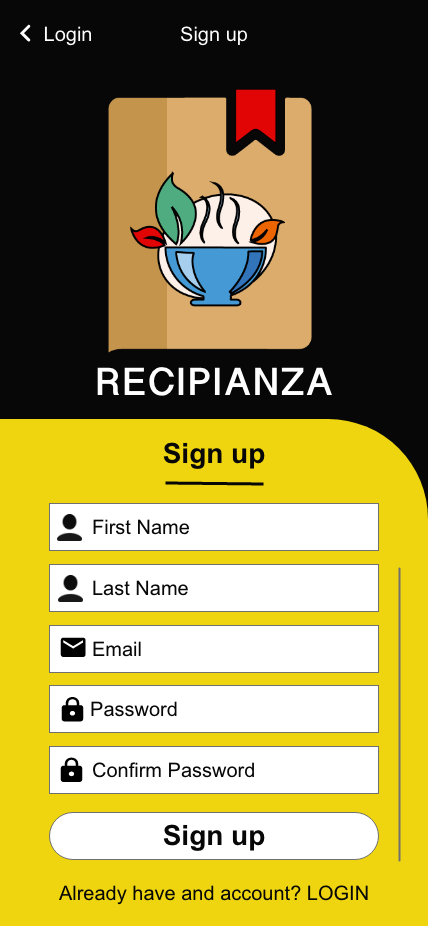 Login
Sign up
RECIPIANZA
Sign up
First Name
Last Name
Email
Password
Confirm Password
Sign up
Already have and account? LOGIN